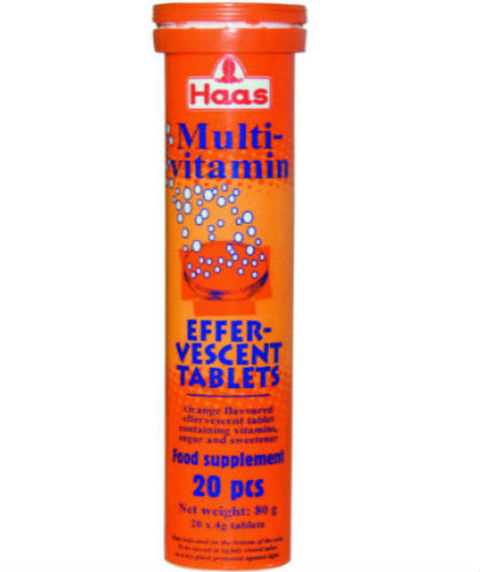 Haas
Multi-
vitamin
EFFER-
VESCENT
TABLETS
Orange flavoured
effervescent tablet
containing vitamins,
sugar and sweetener
Food supplement
20 pcs
Net weight: 80 g
20 x 4g tablets